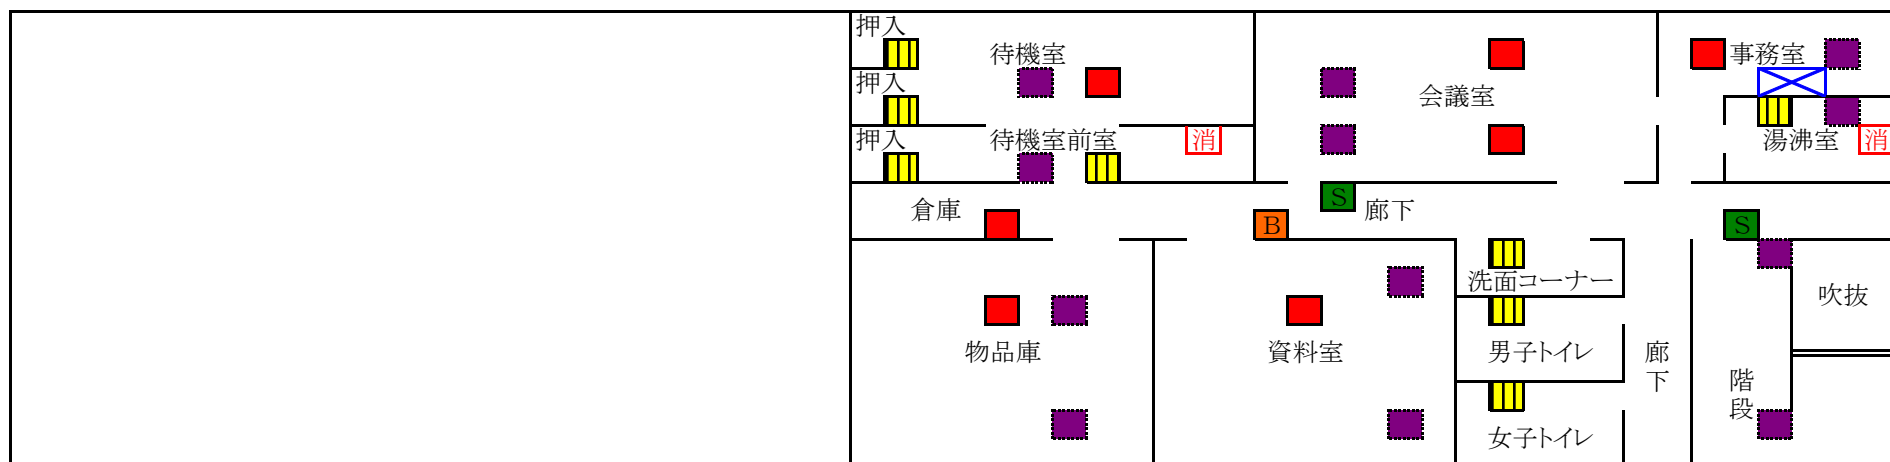 押入
待機室
事務室
押入
会議室
押入
待機室前室
消
湯沸室
消
倉庫
S
廊下
B
S
洗面コーナー
吹抜
物品庫
資料室
男子トイレ
廊下
階段
女子トイレ